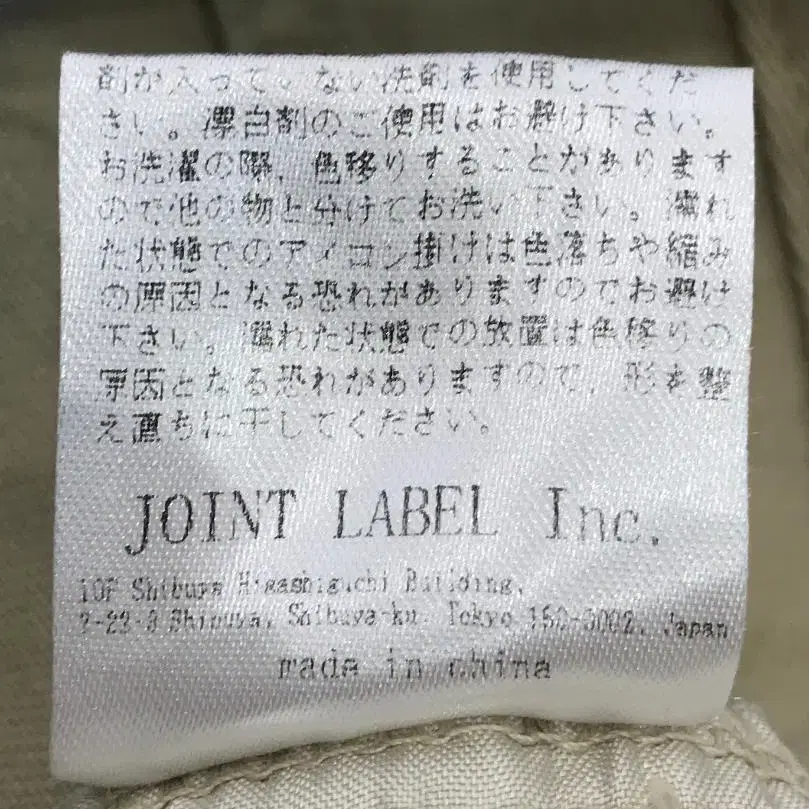 剤が入っていない洗剤を使用してくだ
さい。漂白剤のご使用はお避け下さい。
お洗濯の際、色移りすることがあります
ので他の物と分けてお洗い下さい。濡れ
た状態でのアイロン掛けは色落ちや縮み
の原因となる恐れがありますのでお避け
下さい。濡れた状態での放置は色移りの
原因となる恐れがありますので、形を整
え直ちに干してください。
JOINT LABEL Inc.
10F Shibuya Higashiguchi Building,
2-22-3 Shibuya, Shibuya-ku, Tokyo 150-0002, Japan
made in china